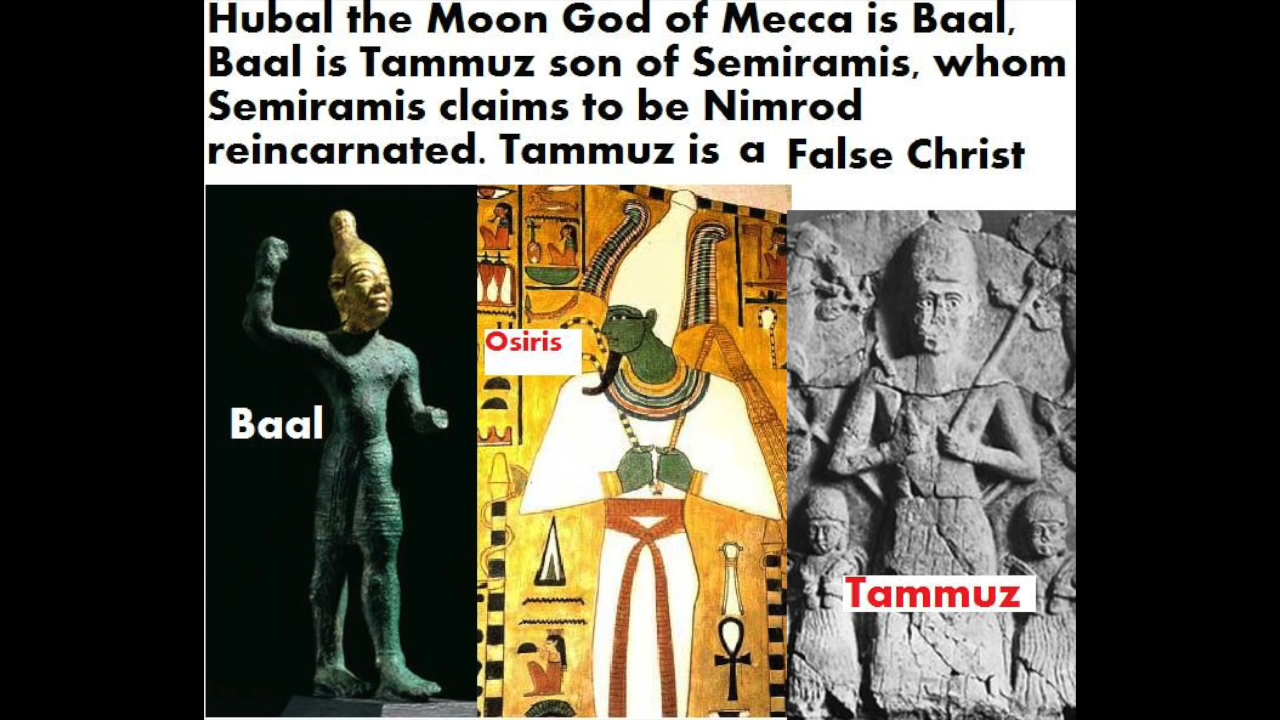 Hubal the Moon God of Mecca is Baal,
Baal is Tammuz son of Semiramis, whom
Semiramis claims to be Nimrod
reincarnated. Tammuz is a False Christ
Osiris
Baal
Tammuz